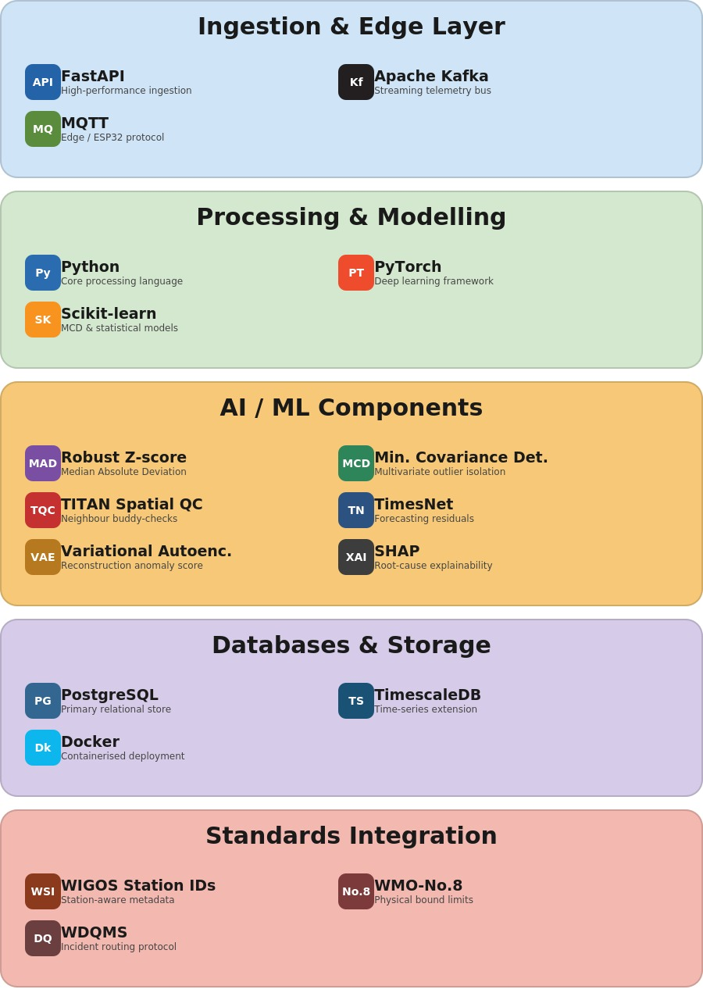 Ingestion & Edge Layer
API FastAPI
High-performance ingestion
Kf Apache Kafka
Streaming telemetry bus
MQ MQTT
Edge / ESP32 protocol
Processing & Modelling
Py Python
Core processing language
PT PyTorch
Deep learning framework
SK Scikit-learn
MCD & statistical models
AI / ML Components
MAD Robust Z-score
Median Absolute Deviation
MCD Min. Covariance Det.
Multivariate outlier isolation
TQC TITAN Spatial QC
Neighbour buddy-checks
TN TimesNet
Forecasting residuals
VAE Variational Autoenc.
Reconstruction anomaly score
XAI SHAP
Root-cause explainability
Databases & Storage
PG PostgreSQL
Primary relational store
TS TimescaleDB
Time-series extension
Dk Docker
Containerised deployment
Standards Integration
WSI WIGOS Station IDs
Station-aware metadata
No.8 WMO-No.8
Physical bound limits
DQ WDQMS
Incident routing protocol